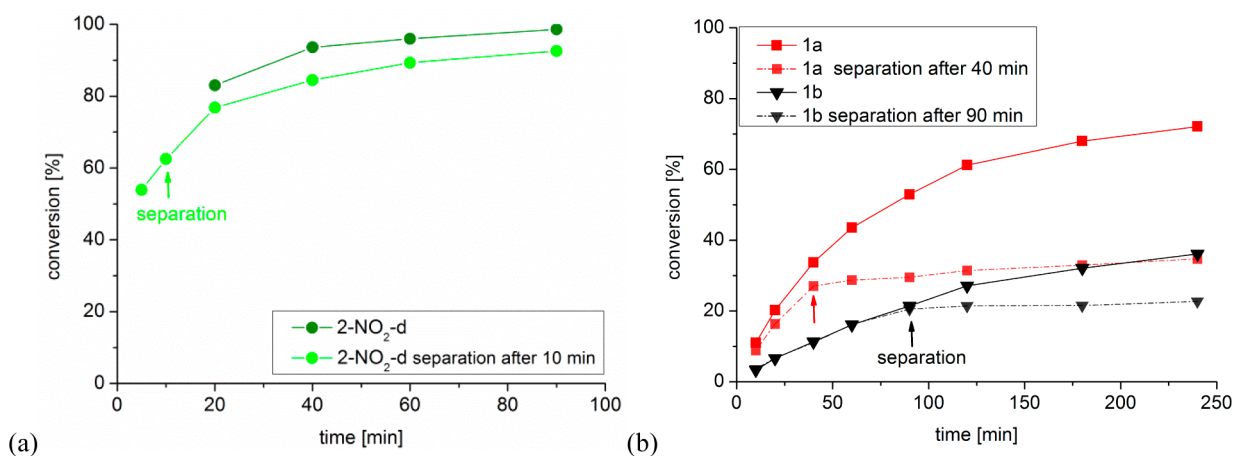 100
80
60
40
20
0
conversion [%]
separation
2-NO₂-d
2-NO₂-d separation after 10 min
0 20 40 60 80 100
time [min]
(a)
100
80
60
40
20
0
conversion [%]
1a
1a separation after 40 min
1b
1b separation after 90 min
separation
0 50 100 150 200 250
time [min]
(b)